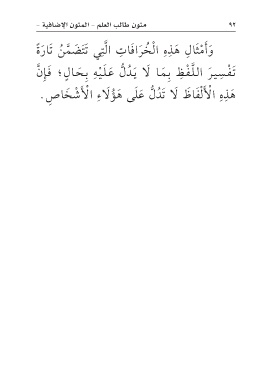 ٩٢ متون طالب العلم - المتون الإضافية -
وَأَمْثَالِ هَذِهِ الْخُرَافَاتِ الَّتِي تَتَضَمَّنُ تَارَةً
تَفْسِيرَ اللَّفْظِ بِمَا لَا يَدُلُّ عَلَيْهِ بِحَالٍ؛ فَإِنَّ
هَذِهِ الْأَلْفَاظَ لَا تَدُلُّ عَلَى هَؤُلَاءِ الْأَشْخَاصِ.